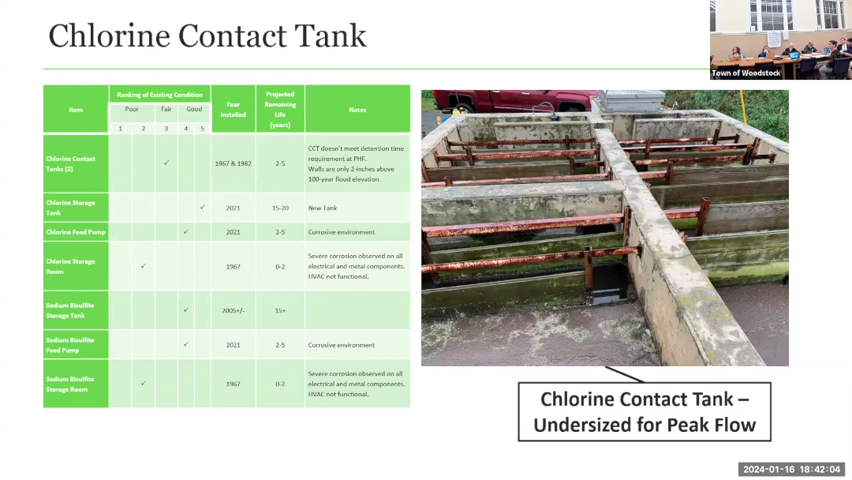 Chlorine Contact Tank
Town of Woodstock
Item
Ranking of Existing Condition
Poor Fair Good
1 2 3 4 5
Year
Installed
Projected
Remaining
Life
(years)
Notes
Chlorine Contact
Tanks (2)
✓
1967 & 1982
2-5
CCT doesn't meet detention time
requirement at PHF.
Walls are only 2-inches above
100-year flood elevation.
Chlorine Storage
Tank
✓
2021
15-20
New Tank
Chlorine Feed Pump
✓
2021
2-5
Corrosive environment
Chlorine Storage
Room
✓
1967
0-2
Severe corrosion observed on all
electrical and metal components.
HVAC not functional.
Sodium Bisulfite
Storage Tank
✓
2005+/-
15+
Sodium Bisulfite
Feed Pump
✓
2021
2-5
Corrosive environment
Sodium Bisulfite
Storage Room
✓
1967
0-2
Severe corrosion observed on all
electrical and metal components.
HVAC not functional.
Chlorine Contact Tank –
Undersized for Peak Flow
2024-01-16 18:42:04